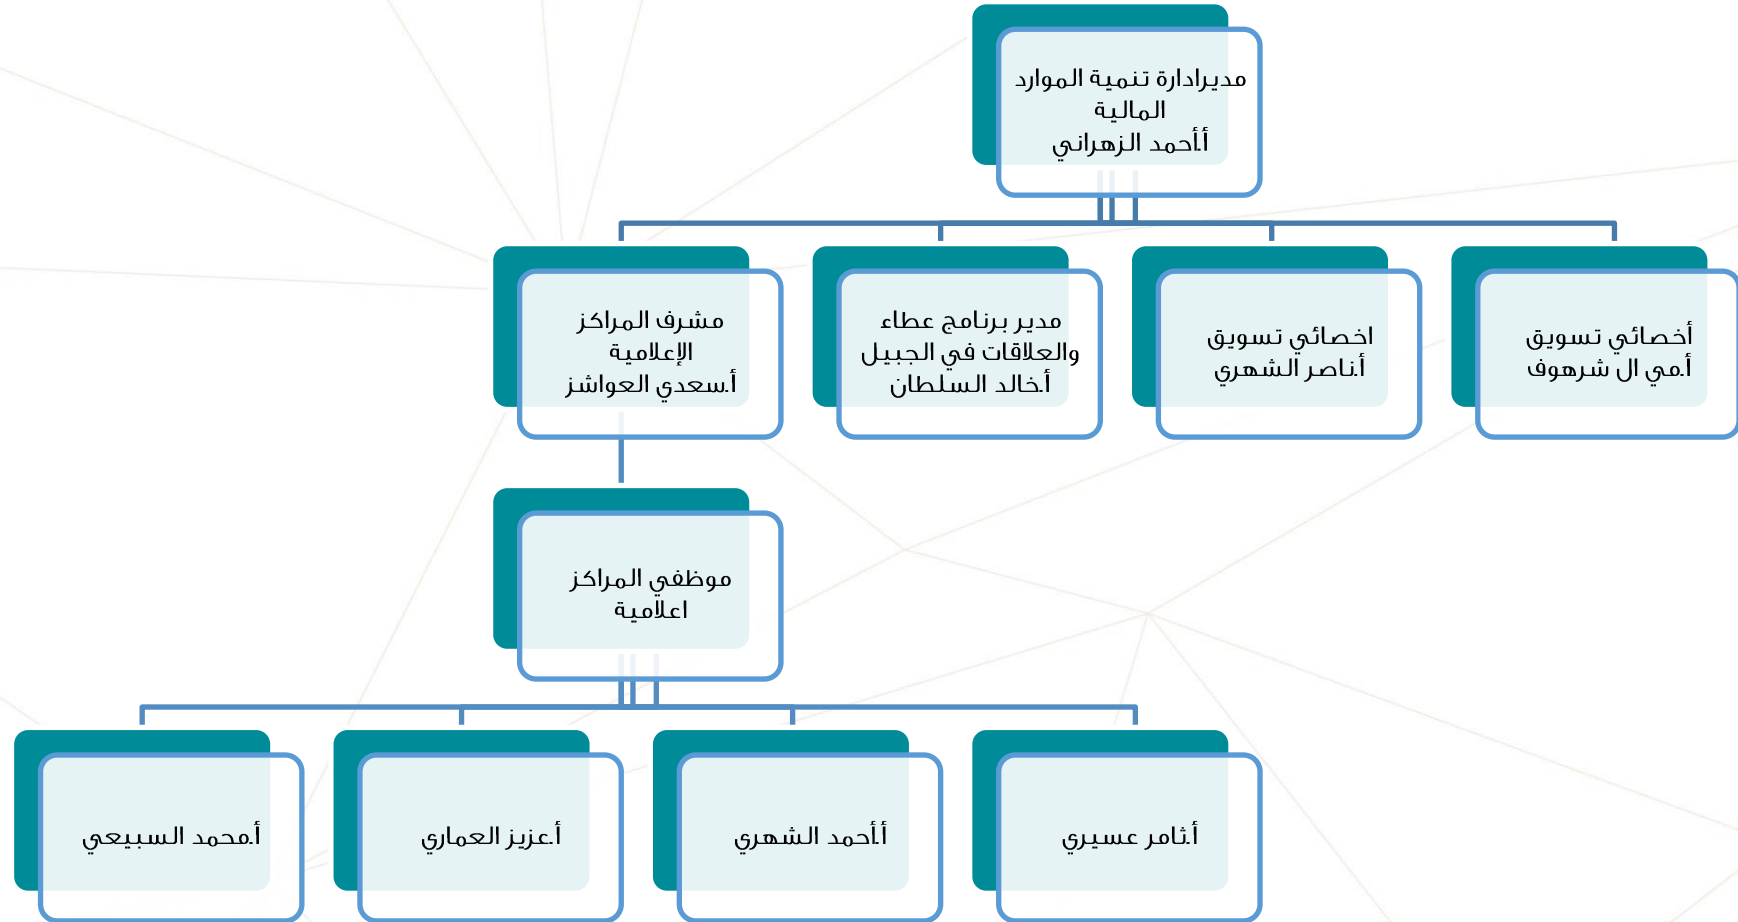 مديرادارة تنمية الموارد
المالية
أ.أحمد الزهراني
أخصائي تسويق
أ.مي ال شرهوف
اخصائي تسويق
أ.ناصر الشهري
مدير برنامج عطاء
والعلاقات في الجبيل
أ.خالد السلطان
مشرف المراكز
الإعلامية
أ.سعدي العواشز
موظفي المراكز
اعلامية
أ.ثامر عسيري
أ.أحمد الشهري
أ.عزيز العماري
أ.محمد السبيعي